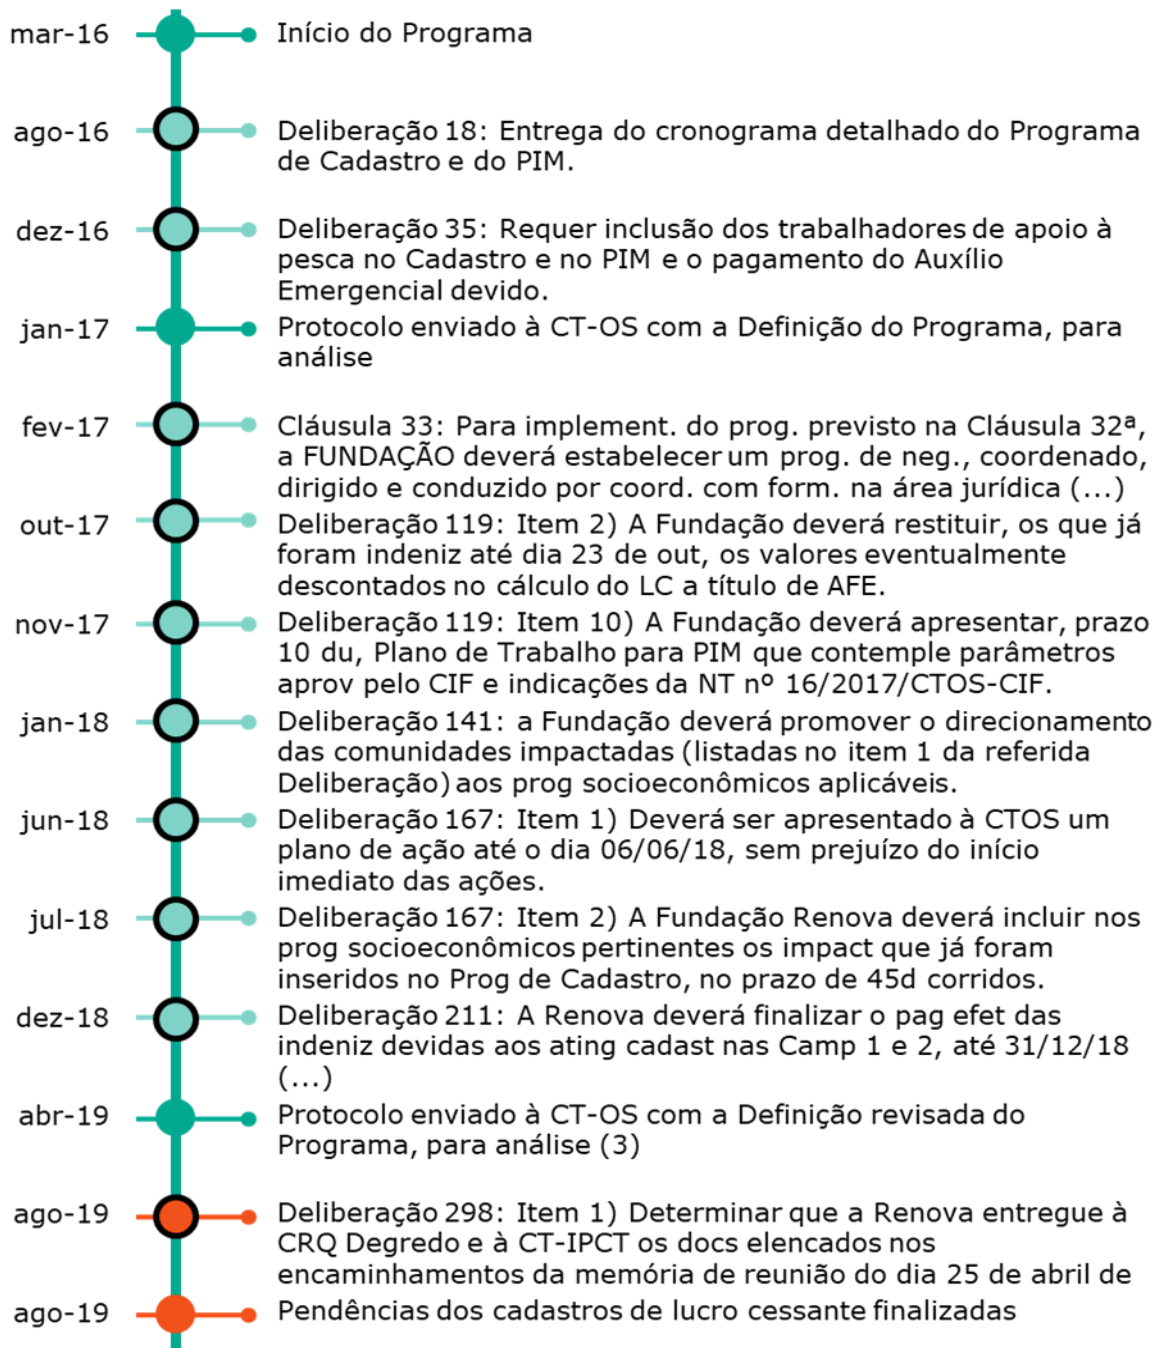 mar-16 Início do Programa
ago-16 Deliberação 18: Entrega do cronograma detalhado do Programa
de Cadastro e do PIM.
dez-16 Deliberação 35: Requer inclusão dos trabalhadores de apoio à
pesca no Cadastro e no PIM e o pagamento do Auxílio
Emergencial devido.
jan-17 Protocolo enviado à CT-OS com a Definição do Programa, para
análise
fev-17 Cláusula 33: Para implement. do prog. previsto na Cláusula 32ª,
a FUNDAÇÃO deverá estabelecer um prog. de neg., coordenado,
dirigido e conduzido por coord. com form. na área jurídica (...)
out-17 Deliberação 119: Item 2) A Fundação deverá restituir, os que já
foram indeniz até dia 23 de out, os valores eventualmente
descontados no cálculo do LC a título de AFE.
nov-17 Deliberação 119: Item 10) A Fundação deverá apresentar, prazo
10 du, Plano de Trabalho para PIM que contemple parâmetros
aprov pelo CIF e indicações da NT nº 16/2017/CTOS-CIF.
jan-18 Deliberação 141: a Fundação deverá promover o direcionamento
das comunidades impactadas (listadas no item 1 da referida
Deliberação) aos prog socioeconômicos aplicáveis.
jun-18 Deliberação 167: Item 1) Deverá ser apresentado à CTOS um
plano de ação até o dia 06/06/18, sem prejuízo do início
imediato das ações.
jul-18 Deliberação 167: Item 2) A Fundação Renova deverá incluir nos
prog socioeconômicos pertinentes os impact que já foram
inseridos no Prog de Cadastro, no prazo de 45d corridos.
dez-18 Deliberação 211: A Renova deverá finalizar o pag efet das
indeniz devidas aos ating cadast nas Camp 1 e 2, até 31/12/18
(...)
abr-19 Protocolo enviado à CT-OS com a Definição revisada do
Programa, para análise (3)
ago-19 Deliberação 298: Item 1) Determinar que a Renova entregue à
CRQ Degredo e à CT-IPCT os docs elencados nos
encaminhamentos da memória de reunião do dia 25 de abril de
ago-19 Pendências dos cadastros de lucro cessante finalizadas